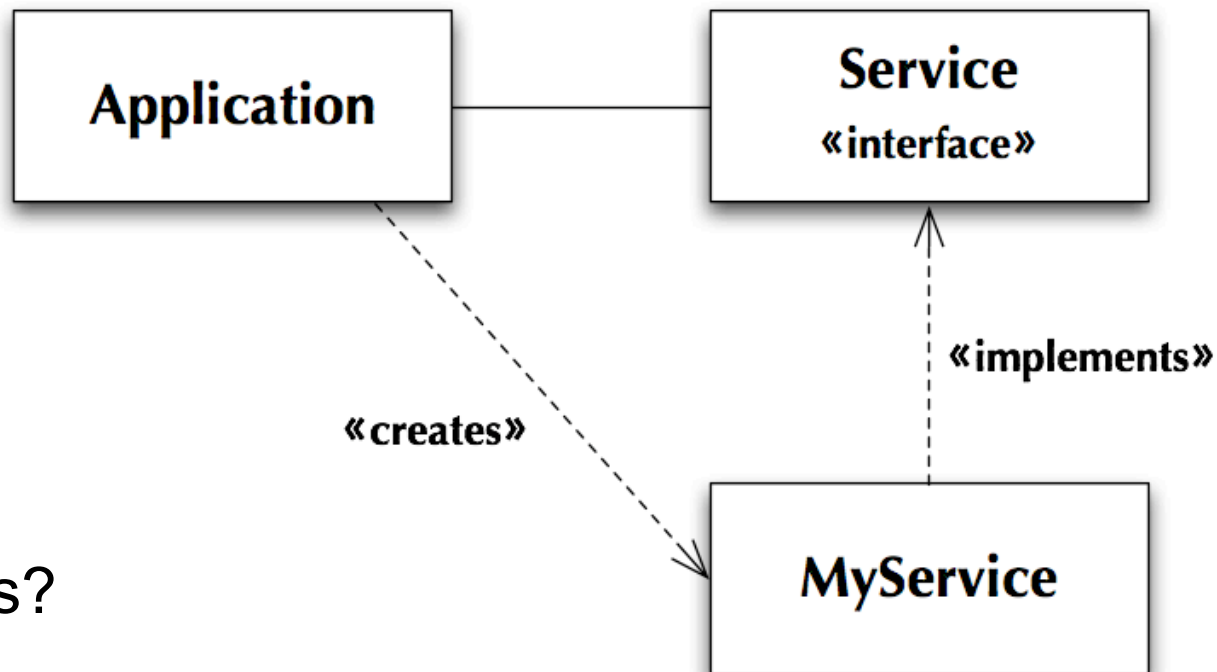 Application
Service
«interface»
«implements»
«creates»
s?
MyService